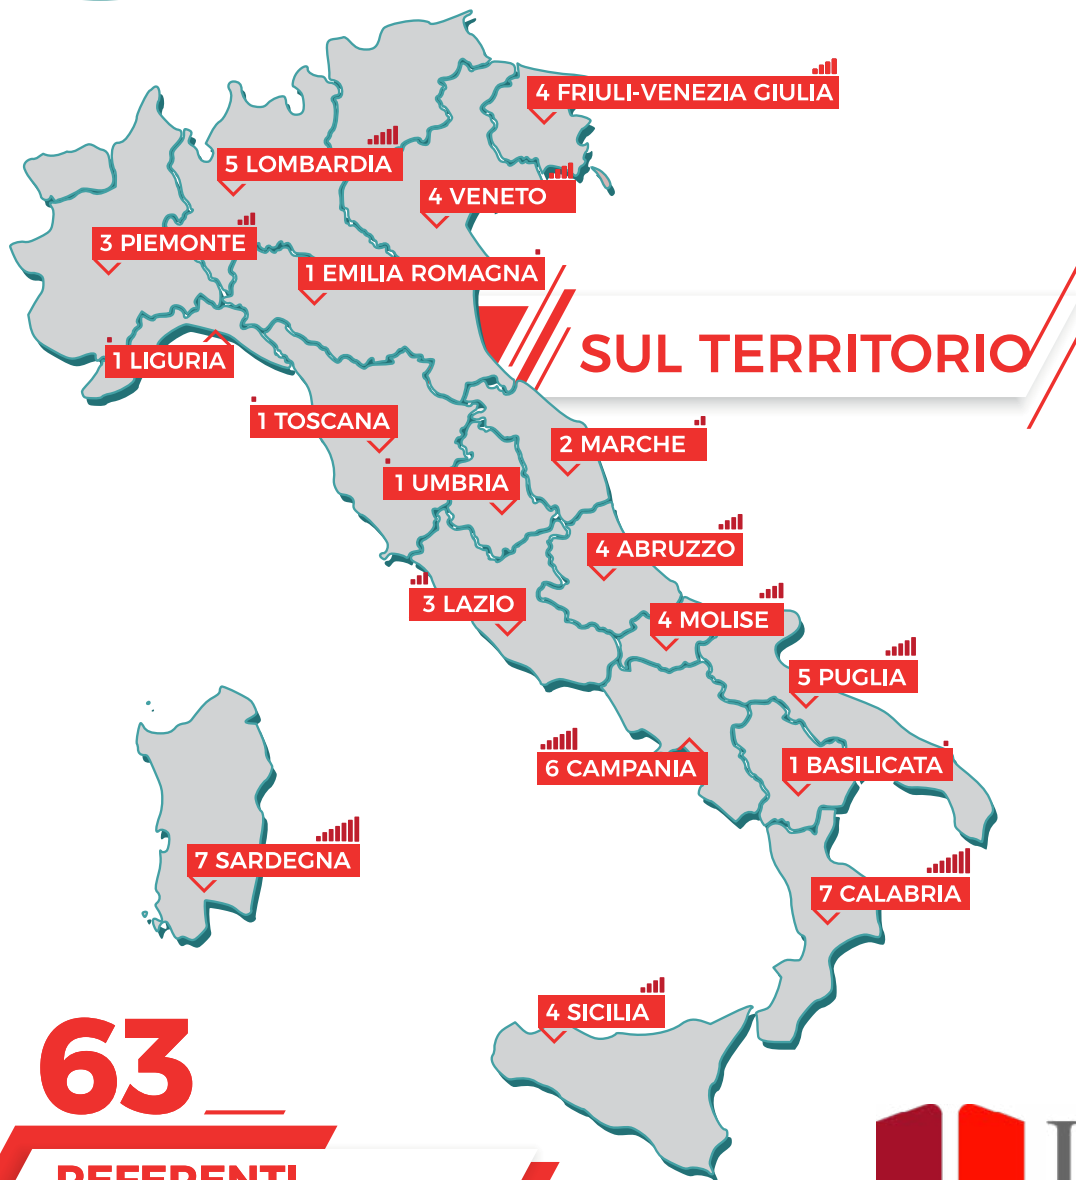 4 FRIULI-VENEZIA GIULIA
5 LOMBARDIA
4 VENETO
3 PIEMONTE
1 EMILIA ROMAGNA
SUL TERRITORIO
1 LIGURIA
1 TOSCANA
2 MARCHE
1 UMBRIA
4 ABRUZZO
3 LAZIO
4 MOLISE
5 PUGLIA
6 CAMPANIA
1 BASILICATA
7 SARDEGNA
7 CALABRIA
4 SICILIA
63
REFERENTI